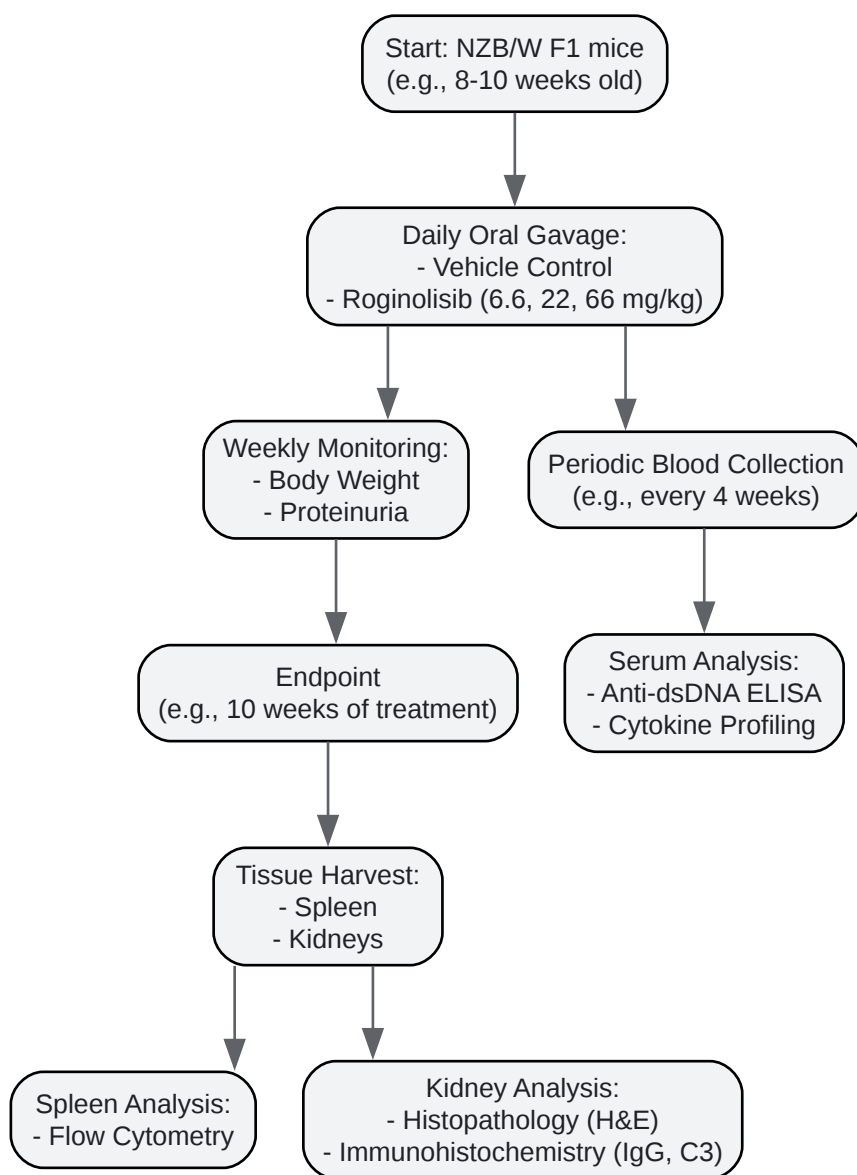 Start: NZB/W F1 mice
(e.g., 8-10 weeks old)
Daily Oral Gavage:
- Vehicle Control
- Roginolisib (6.6, 22, 66 mg/kg)
Weekly Monitoring:
- Body Weight
- Proteinuria
Periodic Blood Collection
(e.g., every 4 weeks)
Endpoint
(e.g., 10 weeks of treatment)
Serum Analysis:
- Anti-dsDNA ELISA
- Cytokine Profiling
Tissue Harvest:
- Spleen
- Kidneys
Spleen Analysis:
- Flow Cytometry
Kidney Analysis:
- Histopathology (H&E)
- Immunohistochemistry (IgG, C3)